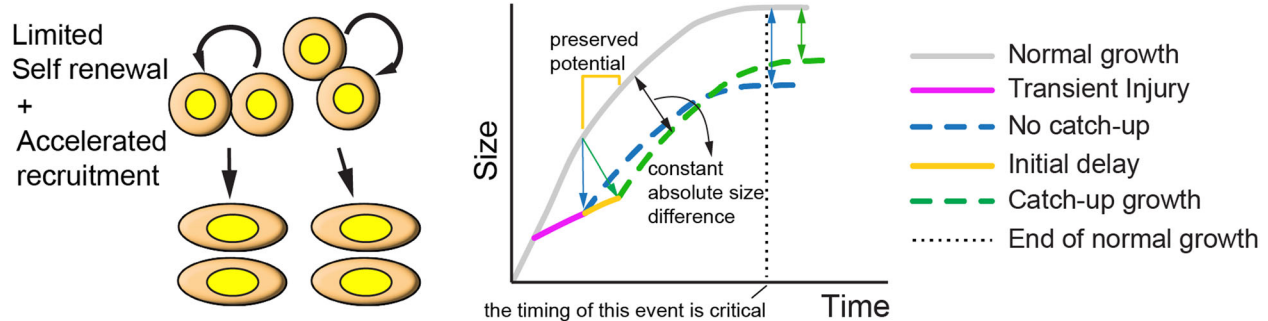 Limited
Self renewal
+
Accelerated
recruitment
Size
preserved
potential
constant
absolute size
difference
the timing of this event is critical
Time
Normal growth
Transient Injury
No catch-up
Initial delay
Catch-up growth
End of normal growth